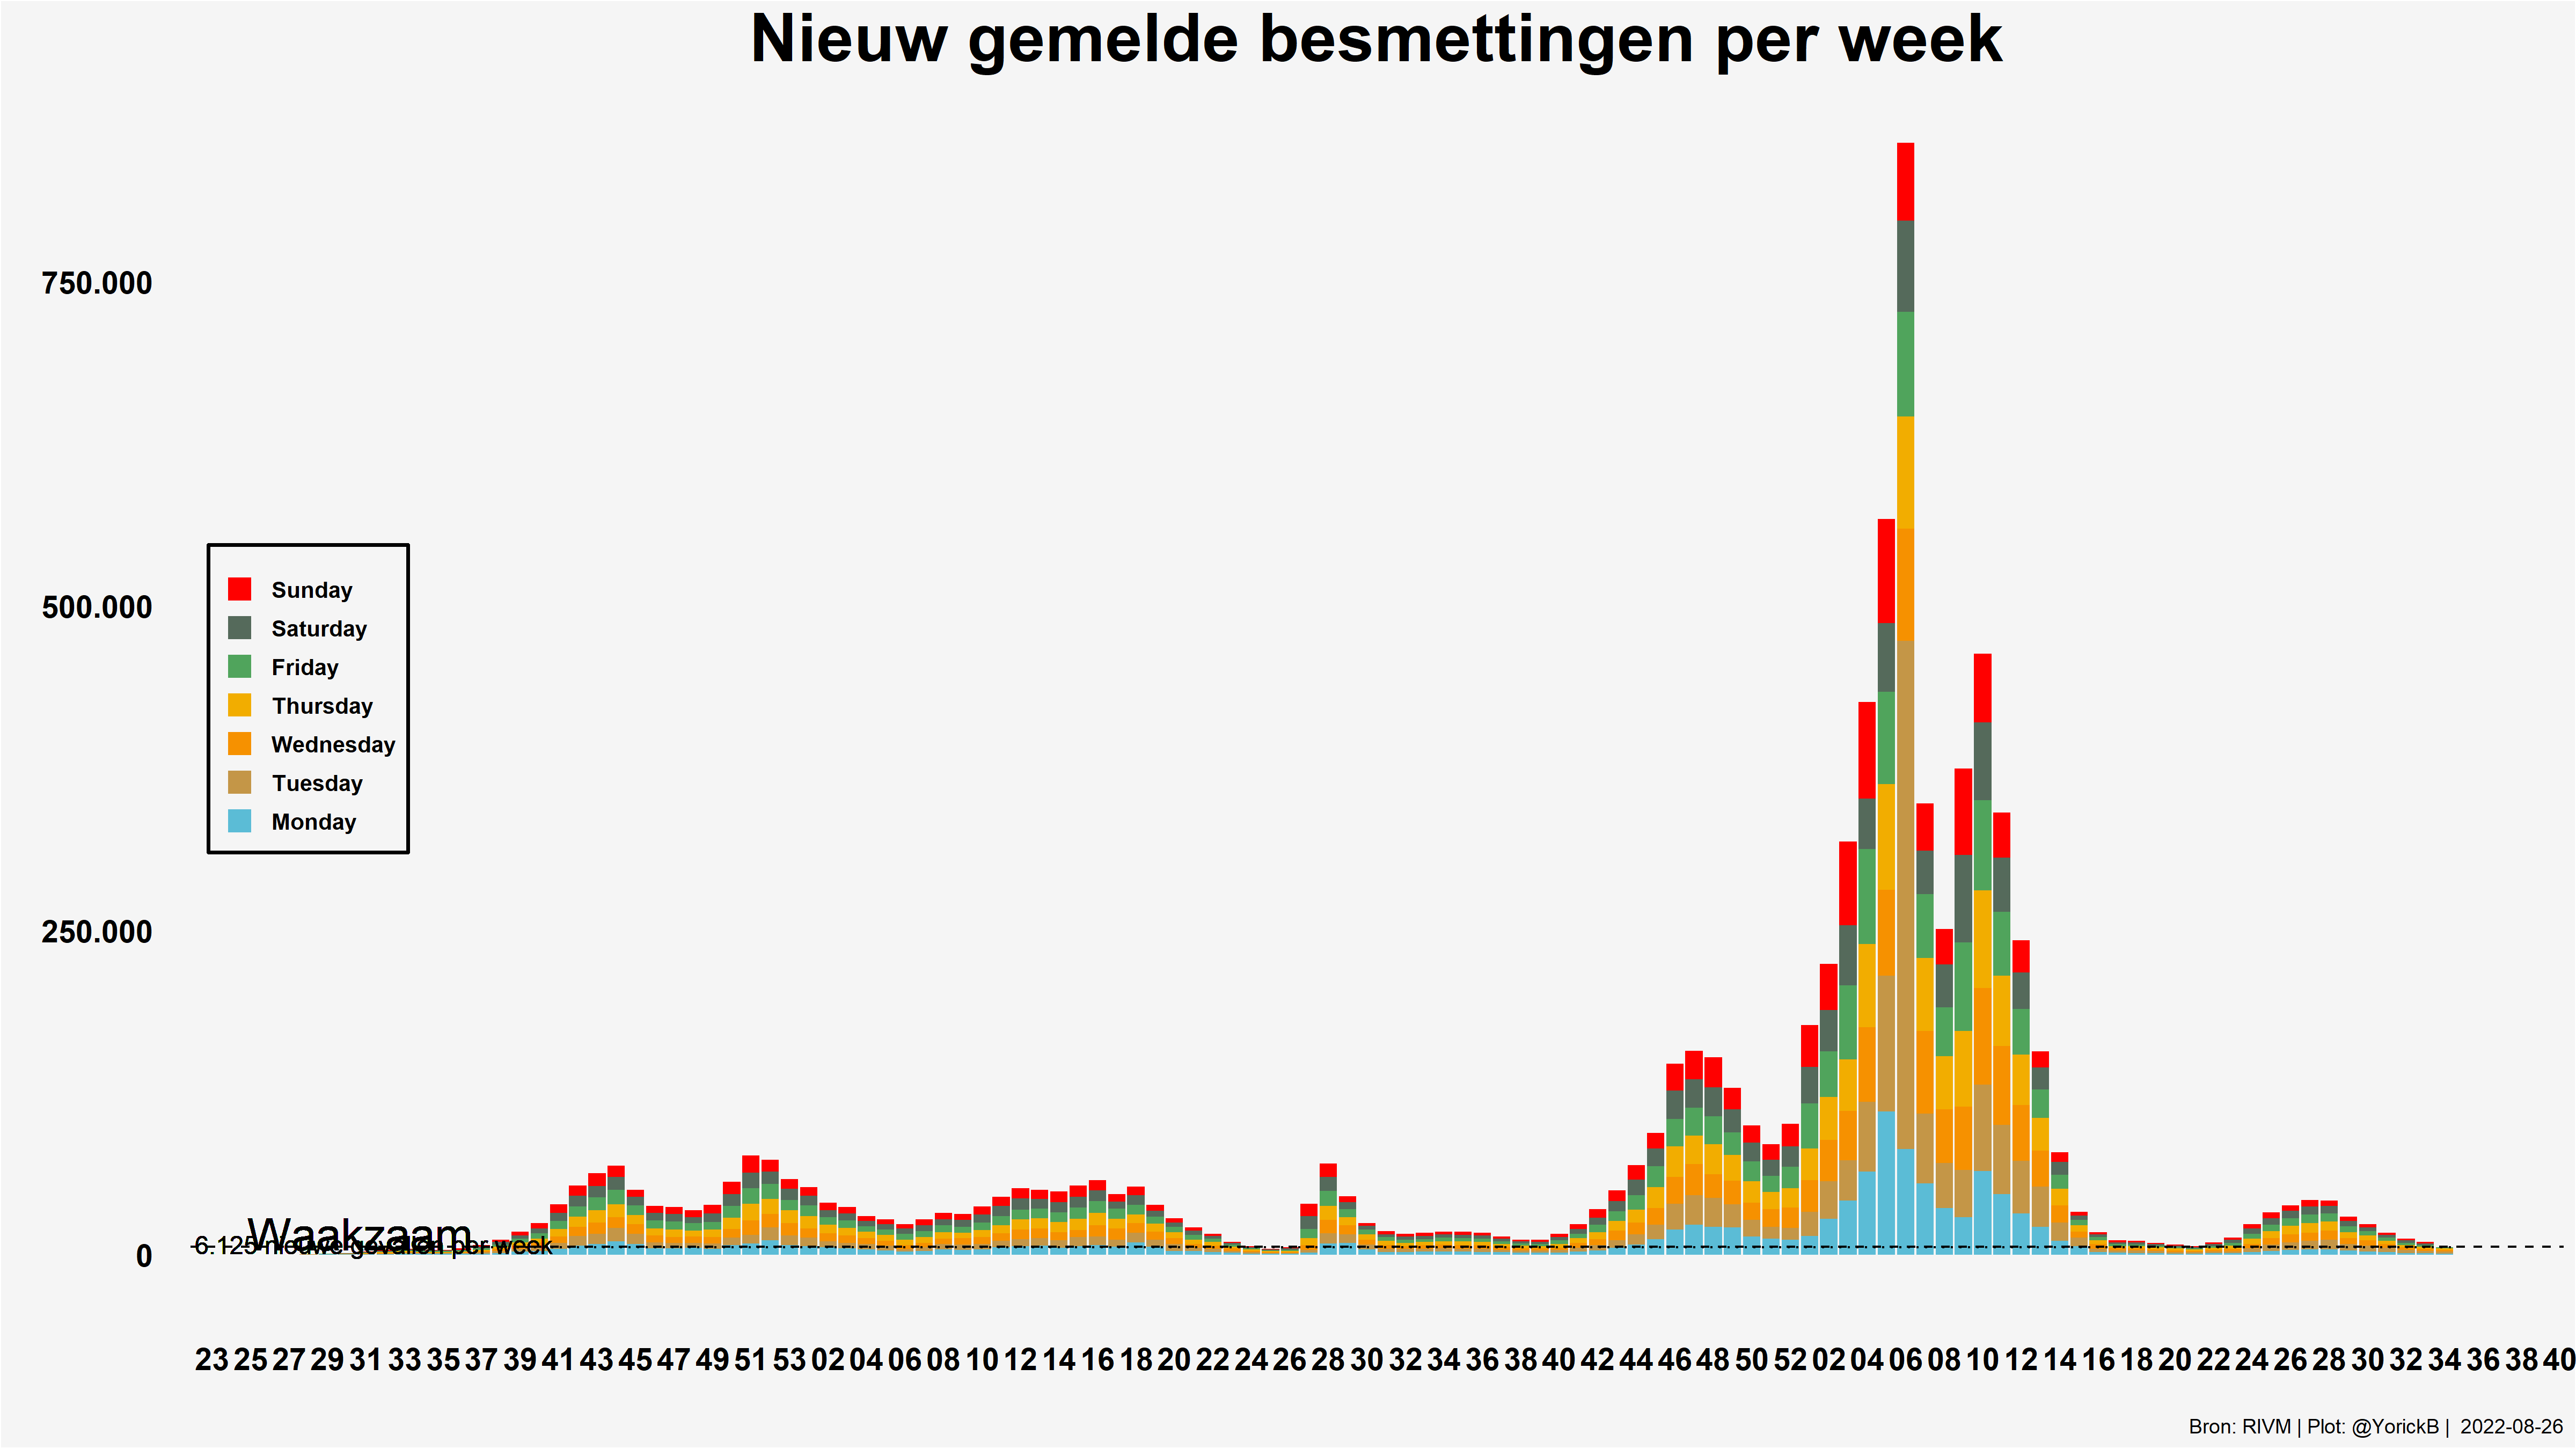 Nieuw gemelde besmettingen per week
750.000
500.000
250.000
0
Sunday
Saturday
Friday
Thursday
Wednesday
Tuesday
Monday
Waakzaam
6.125 nieuwe gevallen per week
23 25 27 29 31 33 35 37 39 41 43 45 47 49 51 53 02 04 06 08 10 12 14 16 18 20 22 24 26 28 30 32 34 36 38 40 42 44 46 48 50 52 02 04 06 08 10 12 14 16 18 20 22 24 26 28 30 32 34 36 38 40
Bron: RIVM | Plot: @YorickB | 2022-08-26